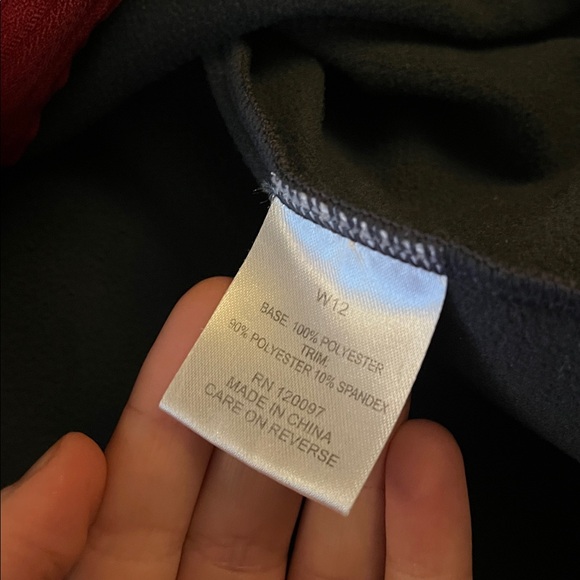 W12
BASE 100% POLYESTER
TRIM.
90% POLYESTER 10% SPANDEX
RN 120097
MADE IN CHINA
CARE ON REVERSE